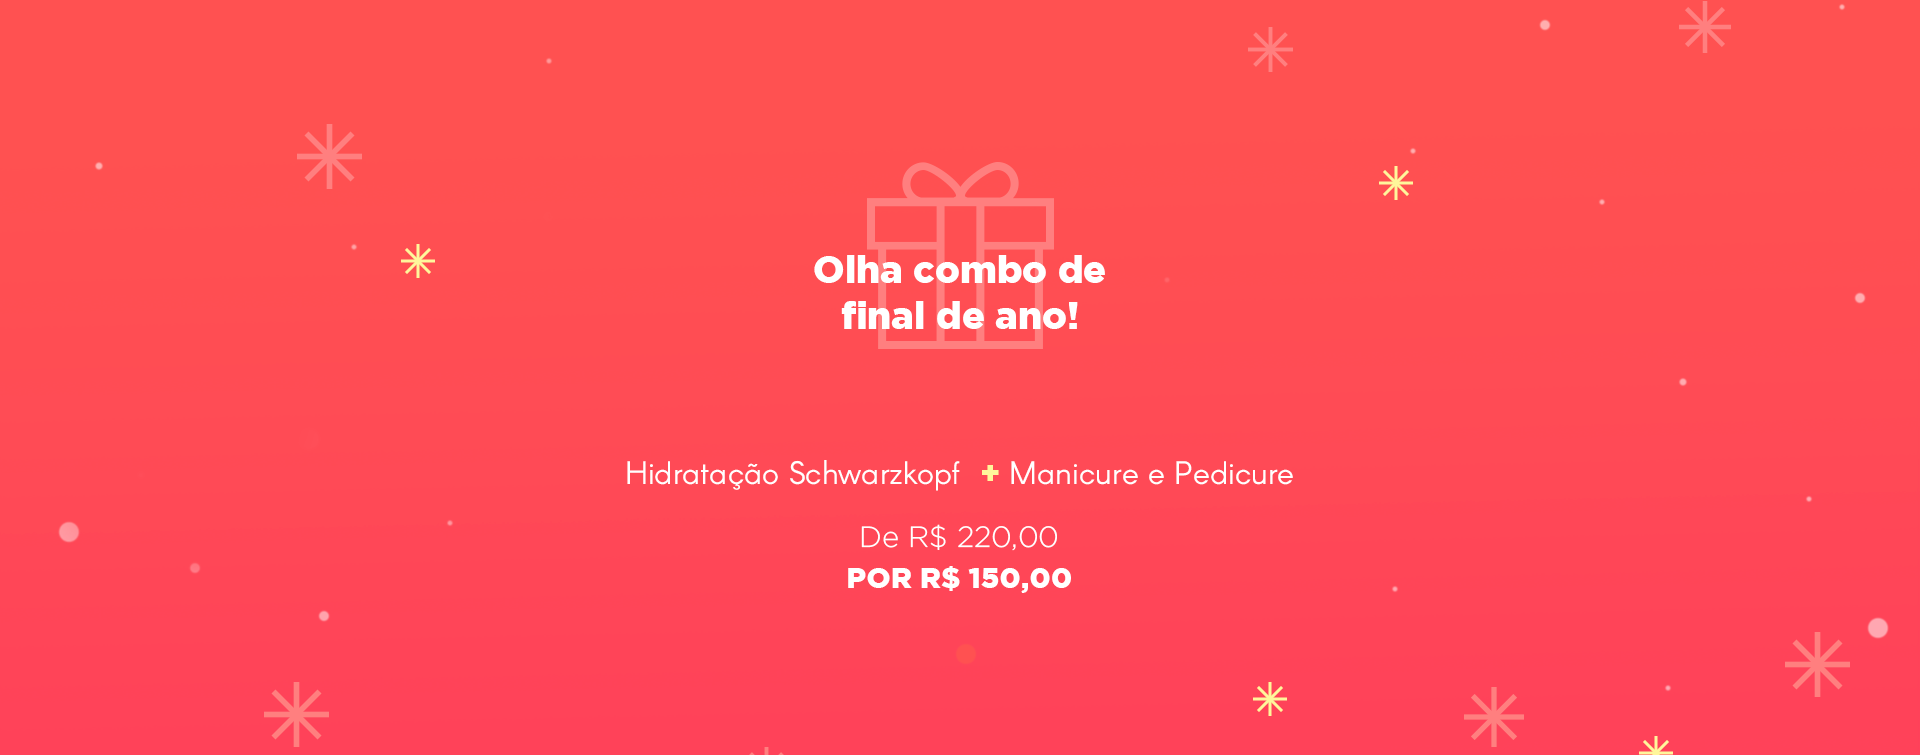 Olha combo de
final de ano!
Hidratação Schwarzkopf + Manicure e Pedicure
De R$ 220,00
POR R$ 150,00